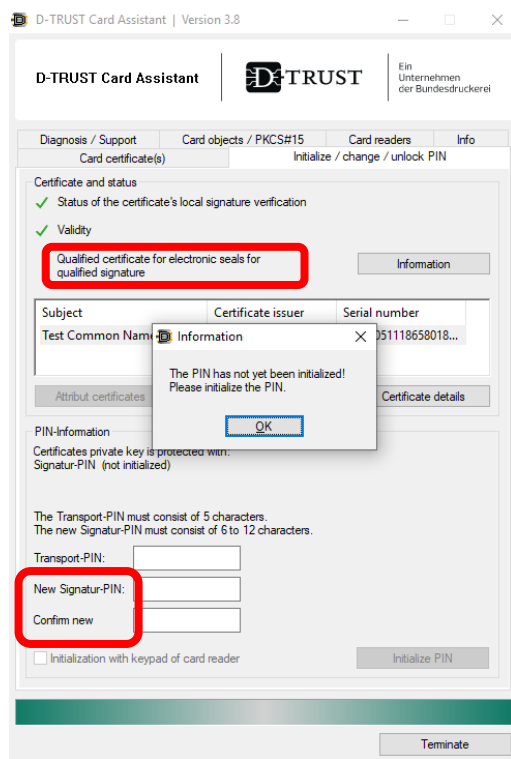 D-TRUST Card Assistant | Version 3.8
D-TRUST Card Assistant
D-TRUST
Ein
Unternehmen
der Bundesdruckerei
Diagnosis / Support
Card objects / PKCS#15
Card readers
Info
Card certificate(s)
Initialize / change / unlock PIN
Certificate and status
Status of the certificate's local signature verification
Validity
Qualified certificate for electronic seals for
qualified signature
Information
Subject
Certificate issuer
Serial number
Test Common Name
051118658018...
Information
The PIN has not yet been initialized!
Please initialize the PIN.
OK
Attribut certificates
Certificate details
PIN-Information
Certificates private key is protected with:
Signatur-PIN (not initialized)
The Transport-PIN must consist of 5 characters.
The new Signatur-PIN must consist of 6 to 12 characters.
Transport-PIN:
New Signatur-PIN:
Confirm new
Initialization with keypad of card reader
Initialize PIN
Terminate